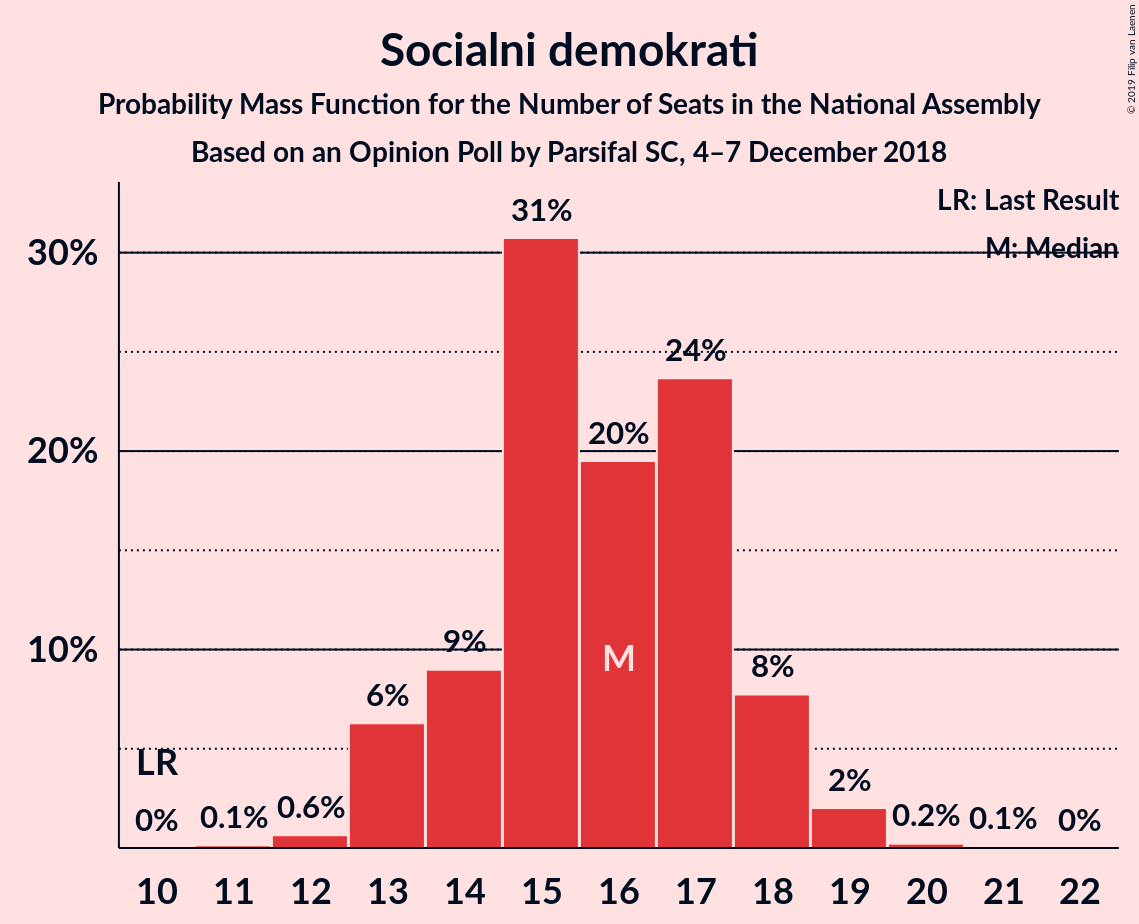 Socialni demokrati
Probability Mass Function for the Number of Seats in the National Assembly
Based on an Opinion Poll by Parsifal SC, 4–7 December 2018
© 2019 Filip van Laenen
LR: Last Result
M: Median
30%
20%
10%
LR
0%
0.1%
0.6%
6%
9%
31%
20%
M
24%
8%
2%
0.2%
0.1%
0%
10 11 12 13 14 15 16 17 18 19 20 21 22